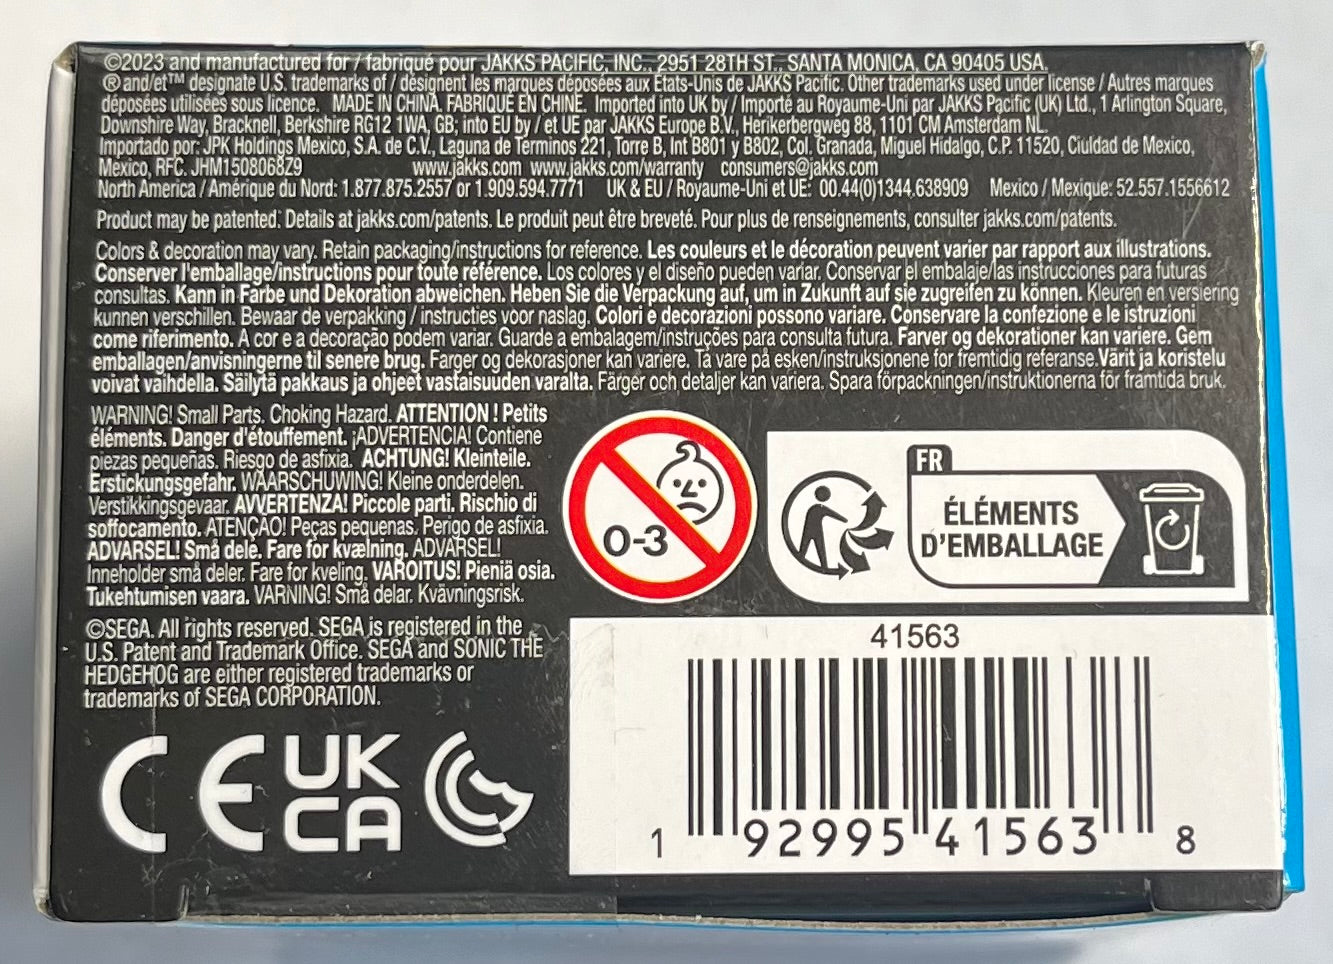 ©2023 and manufactured for / fabriqué pour JAKKS PACIFIC, INC., 2951 28TH ST., SANTA MONICA, CA 90405 USA.
® and/et™ designate U.S. trademarks of / désignent les marques déposées aux États-Unis de JAKKS Pacific. Other trademarks used under license / Autres marques
déposées utilisées sous licence. MADE IN CHINA. FABRIQUÉ EN CHINE. Imported into UK by / Importé au Royaume-Uni par JAKKS Pacific (UK) Ltd., 1 Arlington Square,
Downshire Way, Bracknell, Berkshire RG12 1WA, GB; into EU by / et UE par JAKKS Europe B.V., Herikerbergweg 88, 1101 CM Amsterdam NL.
Importado por: JPK Holdings Mexico, S.A. de C.V., Laguna de Terminos 221, Torre B, Int B801 y B802, Col. Granada, Miguel Hidalgo, C.P. 11520, Ciuldad de Mexico,
Mexico, RFC. JHM1508068Z9 www.jakks.com www.jakks.com/warranty consumers@jakks.com
North America / Amérique du Nord: 1.877.875.2557 or 1.909.594.7771 UK & EU / Royaume-Uni et UE: 00.44(0)1344.638909 Mexico / Mexique: 52.557.1556612
Product may be patented. Details at jakks.com/patents. Le produit peut être breveté. Pour plus de renseignements, consulter jakks.com/patents.
Colors & decoration may vary. Retain packaging/instructions for reference. Les couleurs et le décoration peuvent varier par rapport aux illustrations.
Conserver l'emballage/instructions pour toute référence. Los colores y el diseño pueden variar. Conservar el embalaje/las instrucciones para futuras
consultas. Kann in Farbe und Dekoration abweichen. Heben Sie die Verpackung auf, um in Zukunft auf sie zugreifen zu können. Kleuren en versiering
kunnen verschillen. Bewaar de verpakking / instructies voor naslag. Colori e decorazioni possono variare. Conservare la confezione e le istruzioni
come riferimento. A cor e a decoração podem variar. Guarde a embalagem/instruções para consulta futura. Farver og dekorationer kan variere. Gem
emballagen/anvisningerne til senere brug. Farger og dekorasjoner kan variere. Ta vare på esken/instruksjonene for fremtidig referanse. Värit ja koristelu
voivat vaihdella. Säilytä pakkaus ja ohjeet vastaisuuden varalta. Färger och detaljer kan variera. Spara förpackningen/instruktionerna för framtida bruk.
WARNING! Small Parts. Choking Hazard. ATTENTION ! Petits
éléments. Danger d'étouffement. ¡ADVERTENCIA! Contiene
piezas pequeñas. Riesgo de asfixia. ACHTUNG! Kleinteile.
Erstickungsgefahr. WAARSCHUWING! Kleine onderdelen.
Verstikkingsgevaar. AVVERTENZA! Piccole parti. Rischio di
soffocamento. ATENÇÃO! Peças pequenas. Perigo de asfixia.
ADVARSEL! Små dele. Fare for kvælning. ADVARSEL!
Inneholder små deler. Fare for kveling. VAROITUS! Pieniä osia.
Tukehtumisen vaara. VARNING! Små delar. Kvävningsrisk.
©SEGA. All rights reserved. SEGA is registered in the
U.S. Patent and Trademark Office. SEGA and SONIC THE
HEDGEHOG are either registered trademarks or
trademarks of SEGA CORPORATION.
CE UK
CA
0-3
FR
ÉLÉMENTS
D'EMBALLAGE
41563
1 92995 41563 8